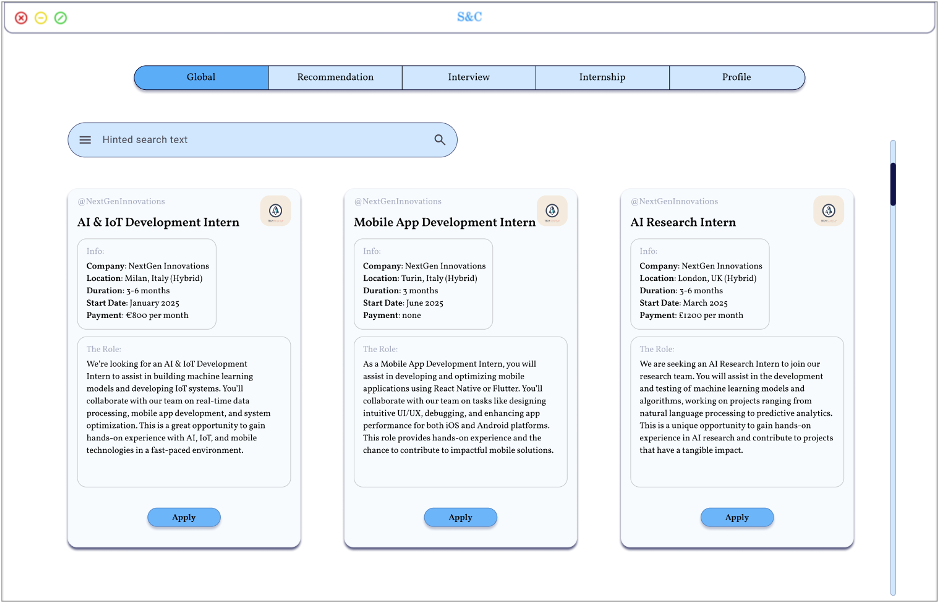 S&C
Global
Recommendation
Interview
Internship
Profile
Hinted search text
@NextGenInnovations
AI & IoT Development Intern
Info:
Company: NextGen Innovations
Location: Milan, Italy (Hybrid)
Duration: 3-6 months
Start Date: January 2025
Payment: €800 per month
The Role:
We're looking for an AI & IoT Development
Intern to assist in building machine learning
models and developing IoT systems. You'll
collaborate with our team on real-time data
processing, mobile app development, and system
optimization. This is a great opportunity to gain
hands-on experience with AI, IoT, and mobile
technologies in a fast-paced environment.
Apply
@NextGenInnovations
Mobile App Development Intern
Info:
Company: NextGen Innovations
Location: Turin, Italy (Hybrid)
Duration: 3 months
Start Date: June 2025
Payment: none
The Role:
As a Mobile App Development Intern, you will
assist in developing and optimizing mobile
applications using React Native or Flutter. You'll
collaborate with our team on tasks like designing
intuitive UI/UX, debugging, and enhancing app
performance for both iOS and Android platforms.
This role provides hands-on experience and the
chance to contribute to impactful mobile solutions.
Apply
@NextGenInnovations
AI Research Intern
Info:
Company: NextGen Innovations
Location: London, UK (Hybrid)
Duration: 3-6 months
Start Date: March 2025
Payment: £1200 per month
The Role:
We are seeking an AI Research Intern to join our
research team. You will assist in the development
and testing of machine learning models and
algorithms, working on projects ranging from
natural language processing to predictive analytics.
This is a unique opportunity to gain hands-on
experience in AI research and contribute to projects
that have a tangible impact.
Apply